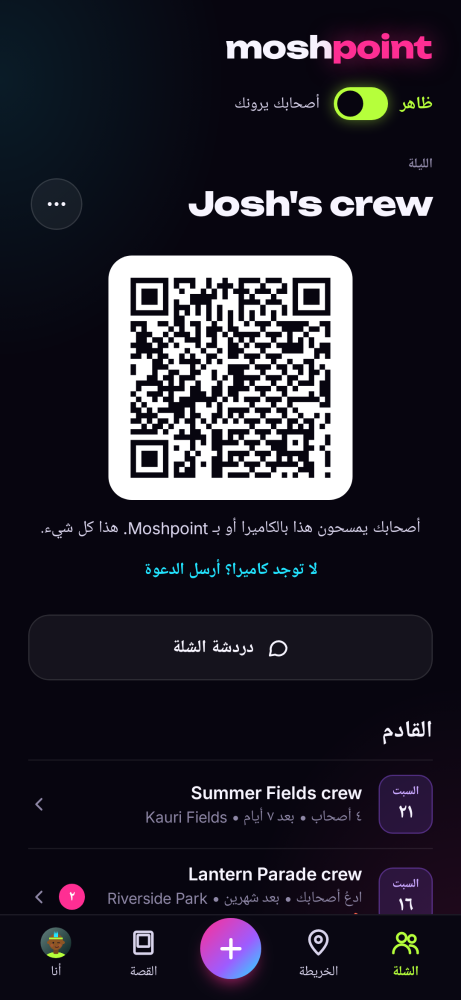 moshpoint
ظاهر أصحابك يرونك
الليلة
Josh's crew
أصحابك يمسحون هذا بالكاميرا أو بـ Moshpoint. هذا كل شيء.
لا توجد كاميرا؟ أرسل الدعوة
دردشة الشلة
القادم
السبت
٢١
Summer Fields crew
٤ أصحاب • بعد ٧ أيام • Kauri Fields
السبت
١٦
Lantern Parade crew
ادعُ أصحابك • بعد شهرين • Riverside Park
٢
الشلة
الخريطة
القصة
أنا